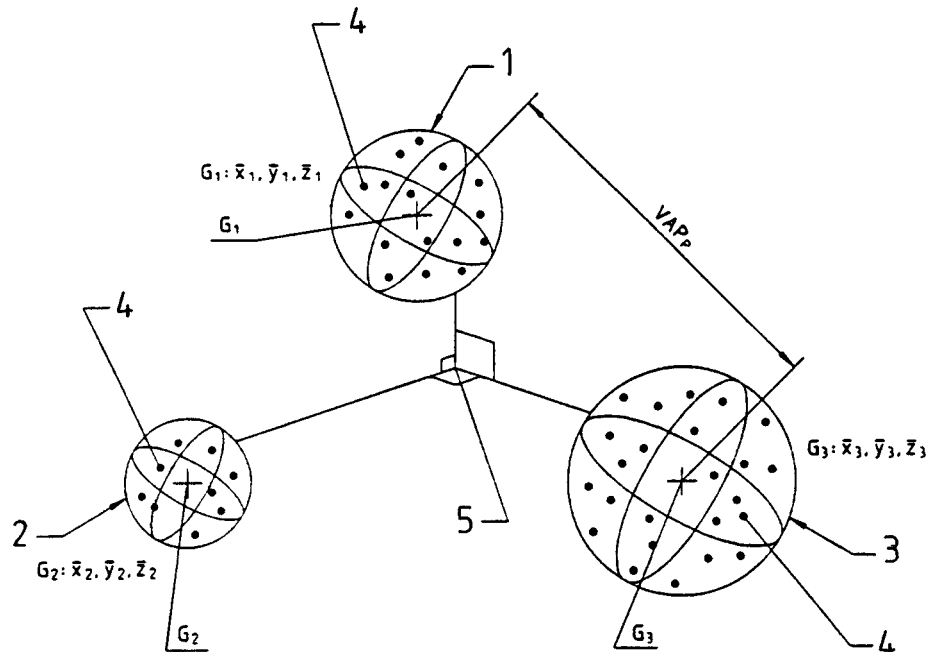 4
1
G₁: x̄₁, ȳ₁, z̄₁
G₁
VAPₚ
4
G₃: x̄₃, ȳ₃, z̄₃
2
5
3
G₂: x̄₂, ȳ₂, z̄₂
G₂
G₃
4